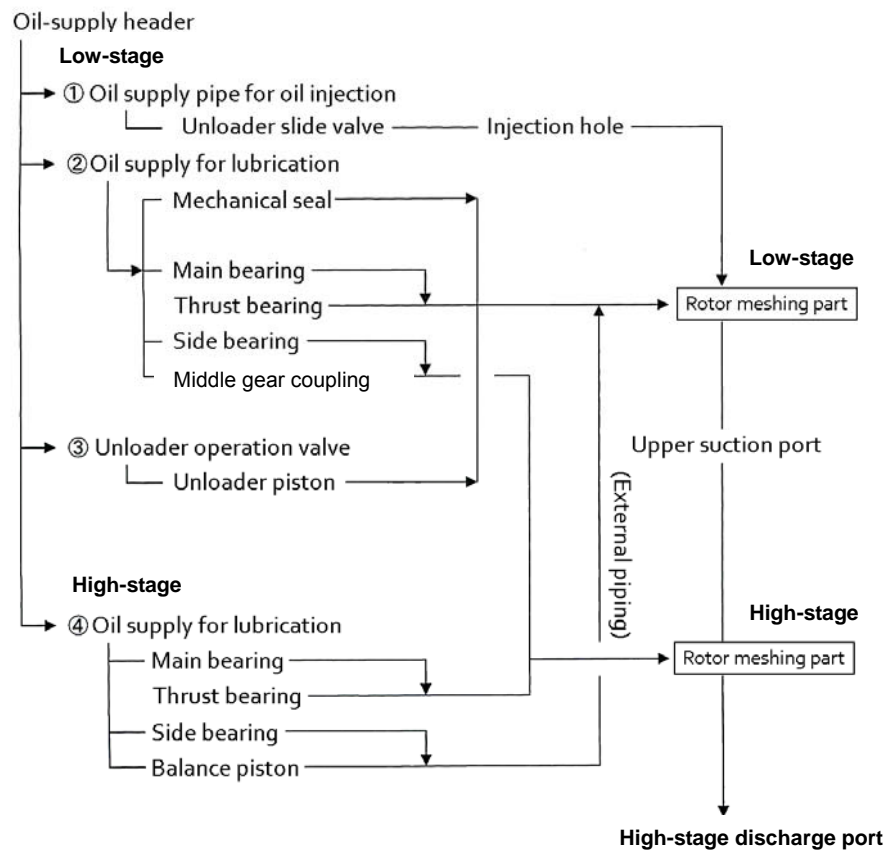 Oil-supply header
Low-stage
① Oil supply pipe for oil injection
Unloader slide valve
Injection hole
② Oil supply for lubrication
Mechanical seal
Low-stage
Main bearing
Thrust bearing
Rotor meshing part
Side bearing
Middle gear coupling
③ Unloader operation valve
Upper suction port
Unloader piston
(External piping)
High-stage
High-stage
④ Oil supply for lubrication
Main bearing
Rotor meshing part
Thrust bearing
Side bearing
Balance piston
High-stage discharge port